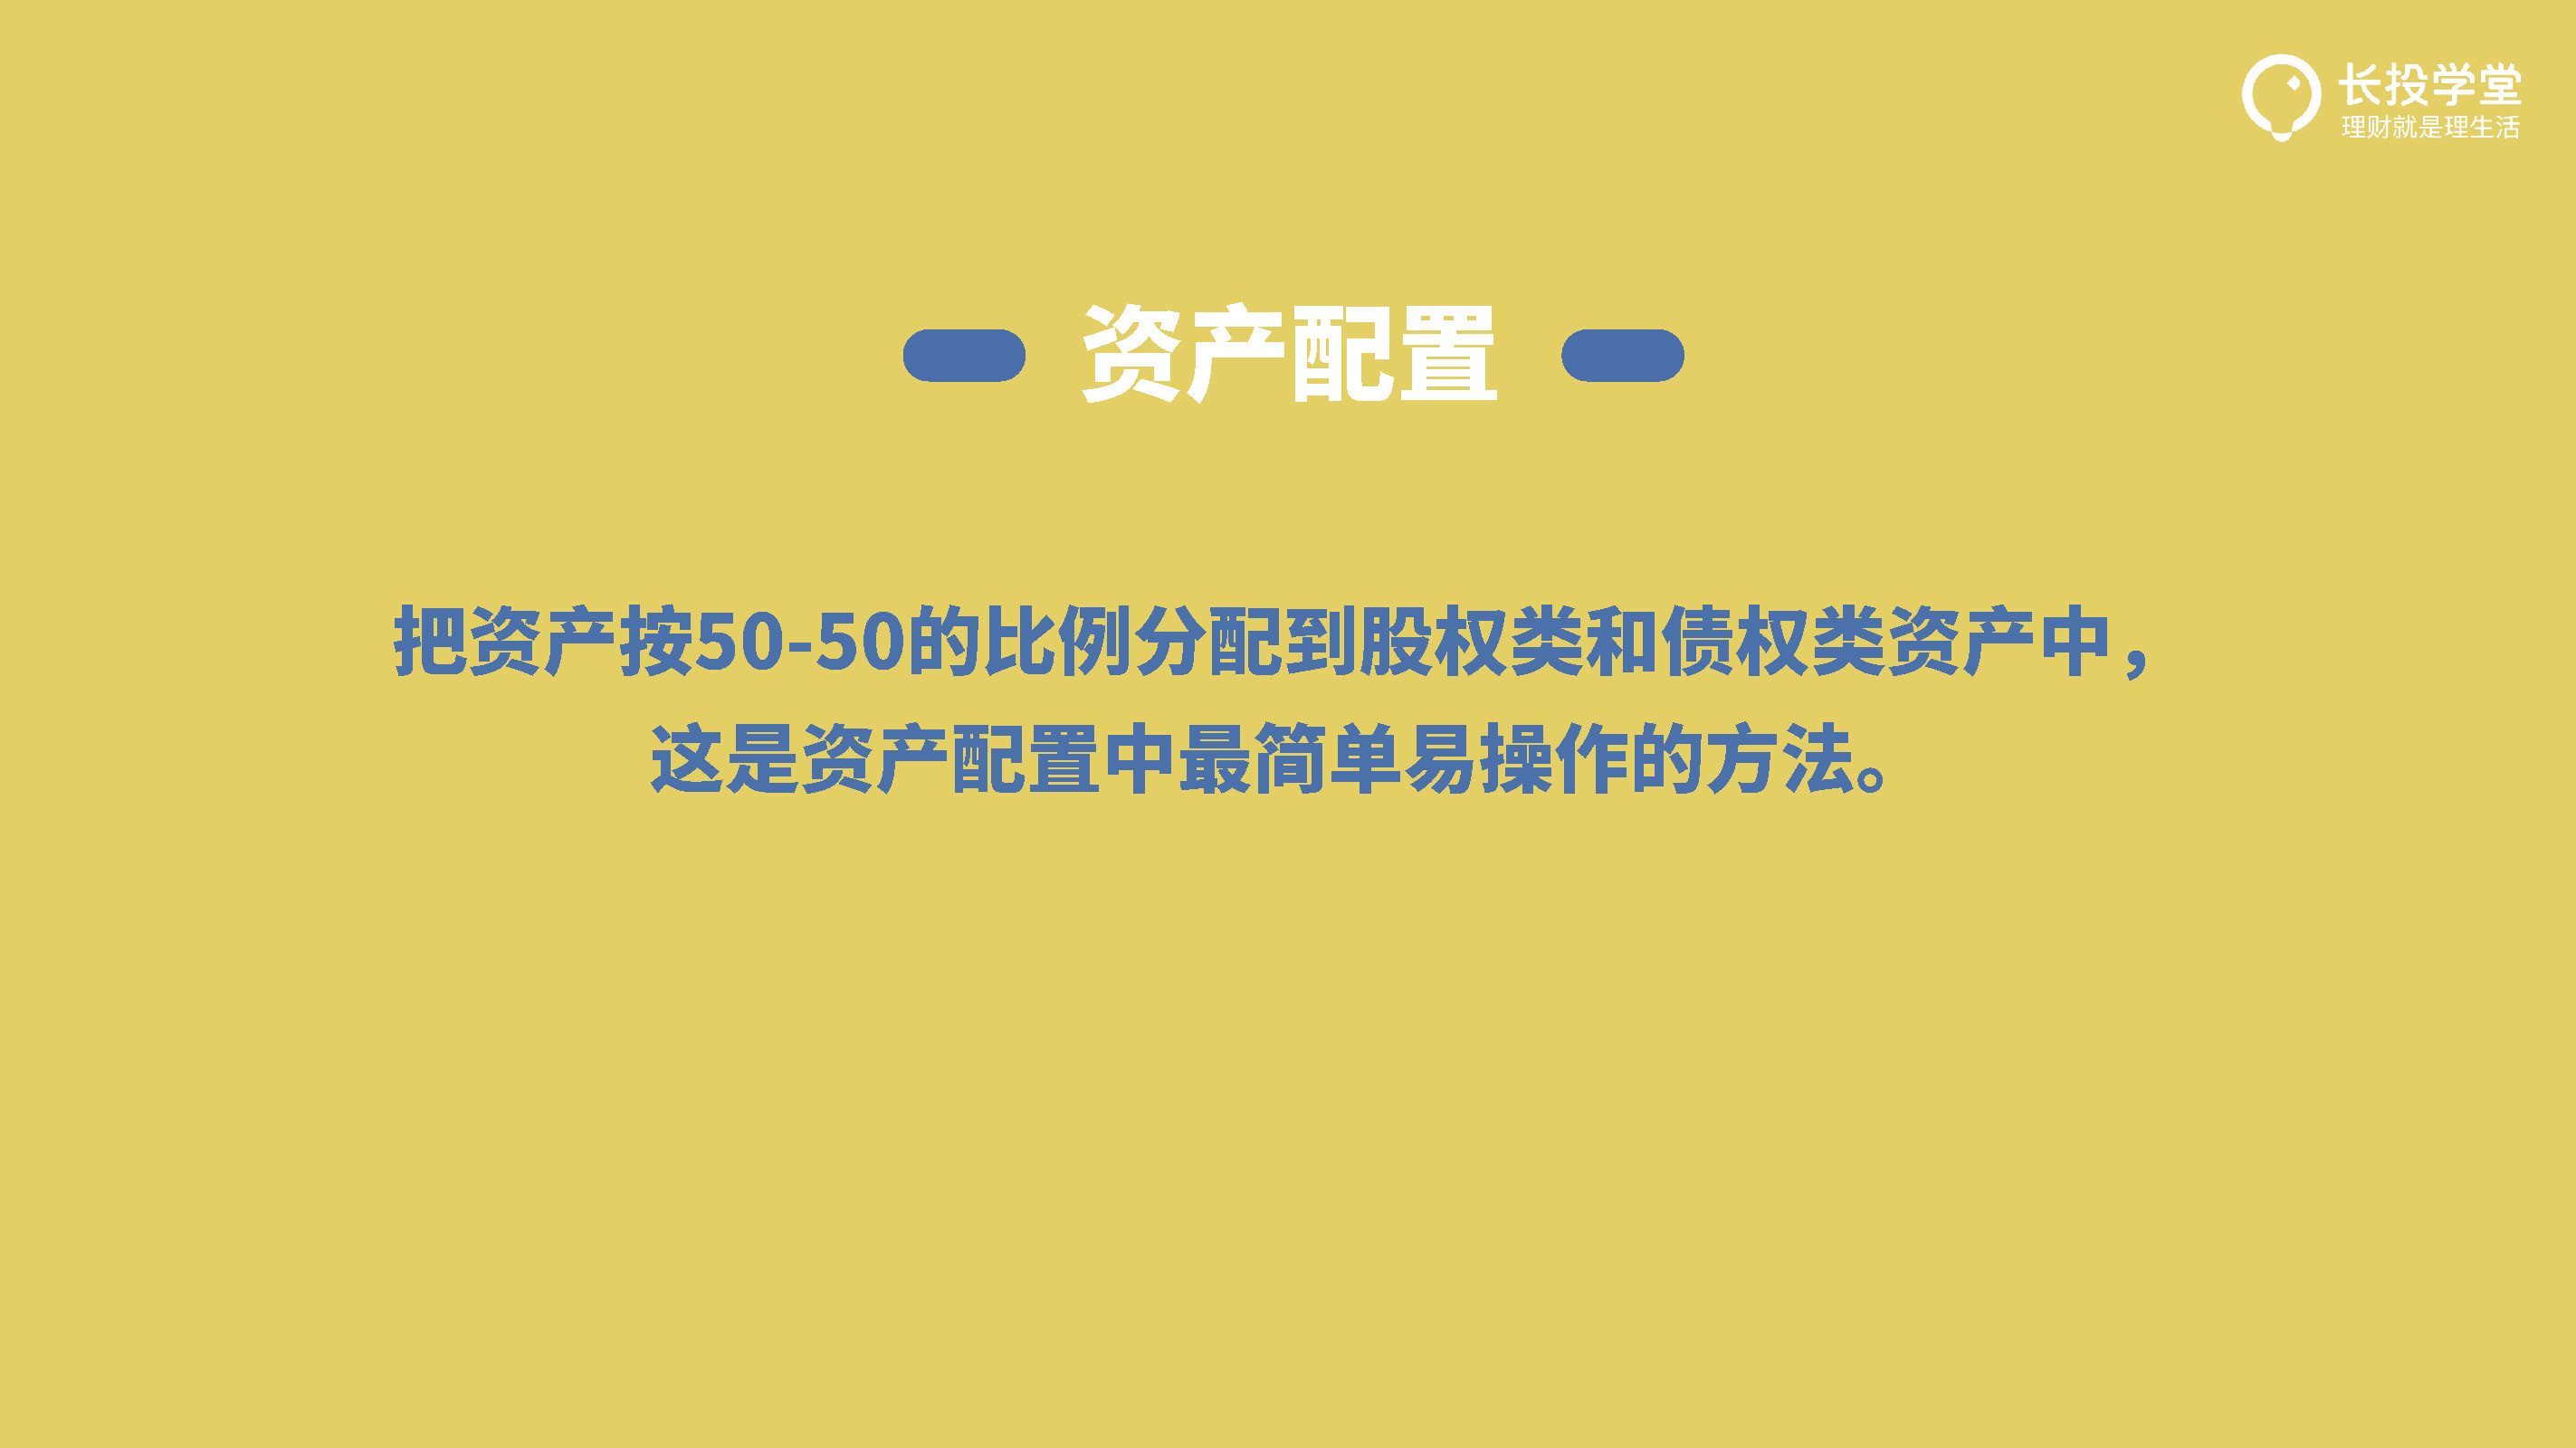 长投学堂
理财就是理生活
资产配置
把资产按50-50的比例分配到股权类和债权类资产中，
这是资产配置中最简单易操作的方法。